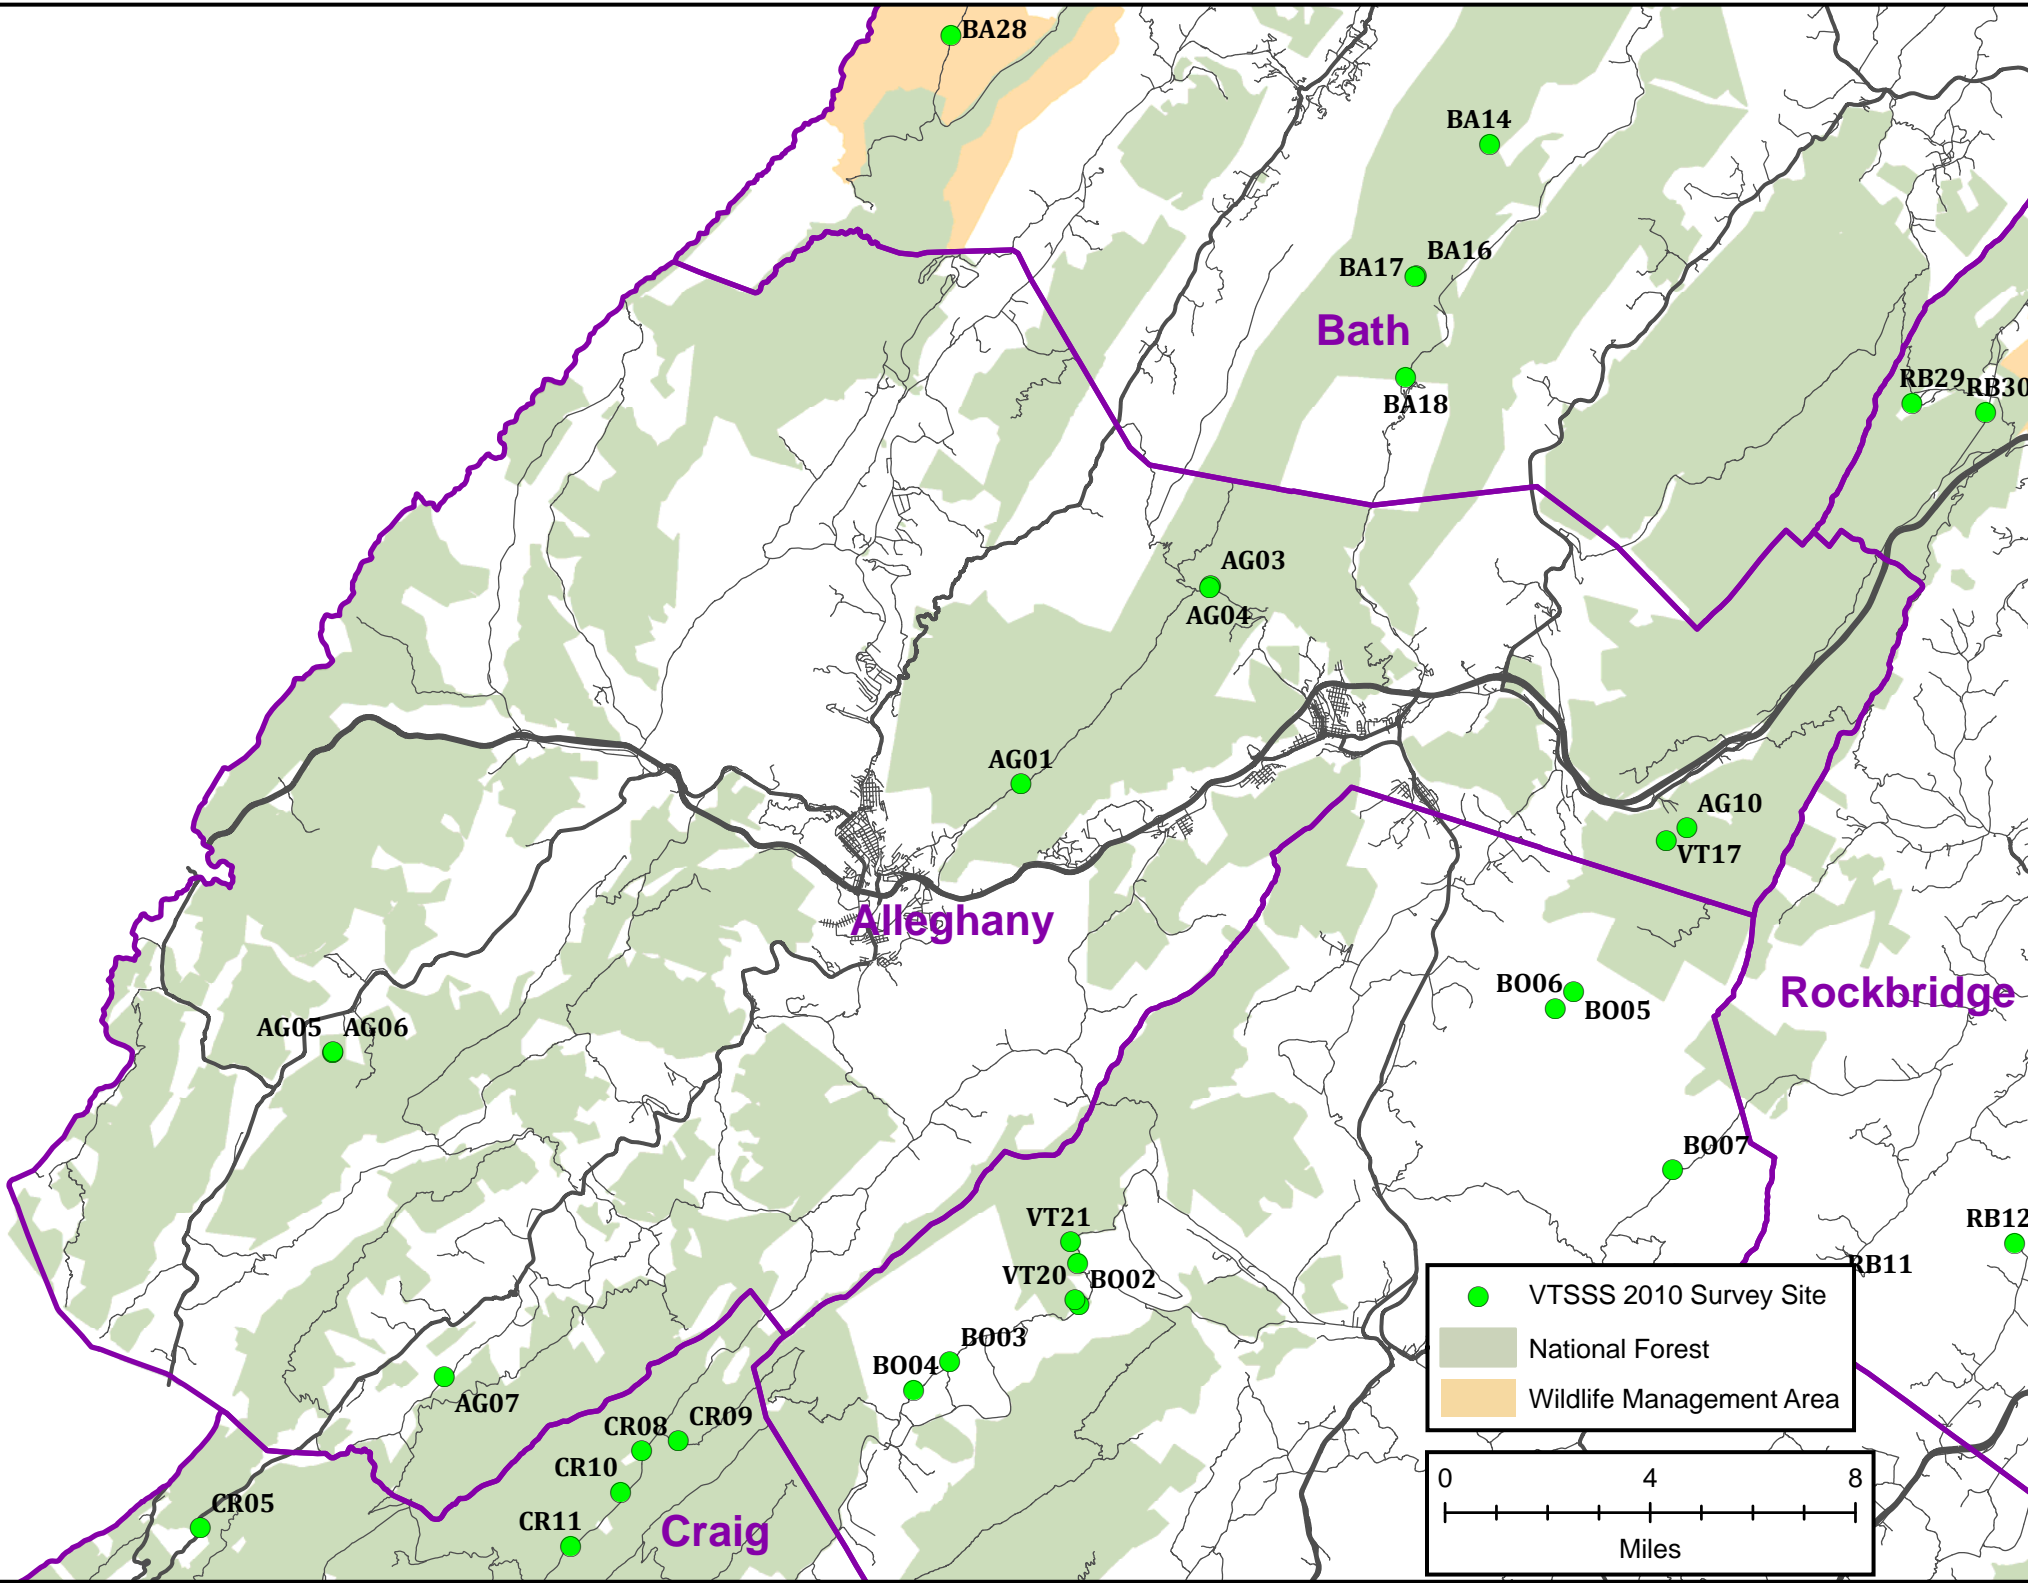 BA28
BA14
BA16
BA17
Bath
BA18
RB29
RB30
AG03
AG04
AG01
AG10
VT17
Alleghany
BO06
BO05
Rockbridge
AG05
AG06
BO07
VT21
RB12
VT20
BO02
RB11
BO03
BO04
AG07
CR09
CR08
CR10
CR05
CR11
Craig
VTSSS 2010 Survey Site
National Forest
Wildlife Management Area
0 4 8
Miles